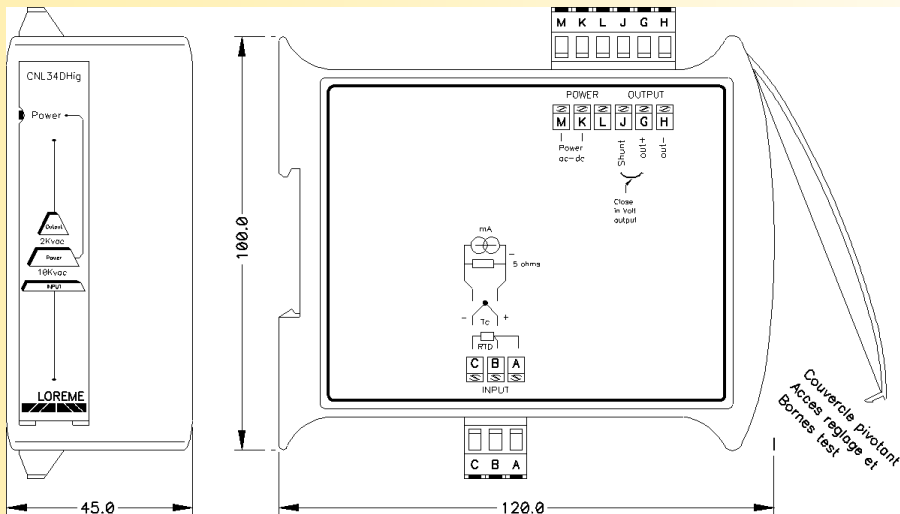 CNL34DHig
Power
Output
2Kvac
Power
10Kvac
INPUT
LOREME
45.0
100.0
M K L J G H
POWER OUTPUT
M K L J G H
Power
ac-dc
Shunt
out+
out-
Close
in Volt
output
mA
-
5 ohms
- Tc +
RTD
C B A
INPUT
C B A
120.0
Couvercle pivotant
Acces reglage et
Bornes test